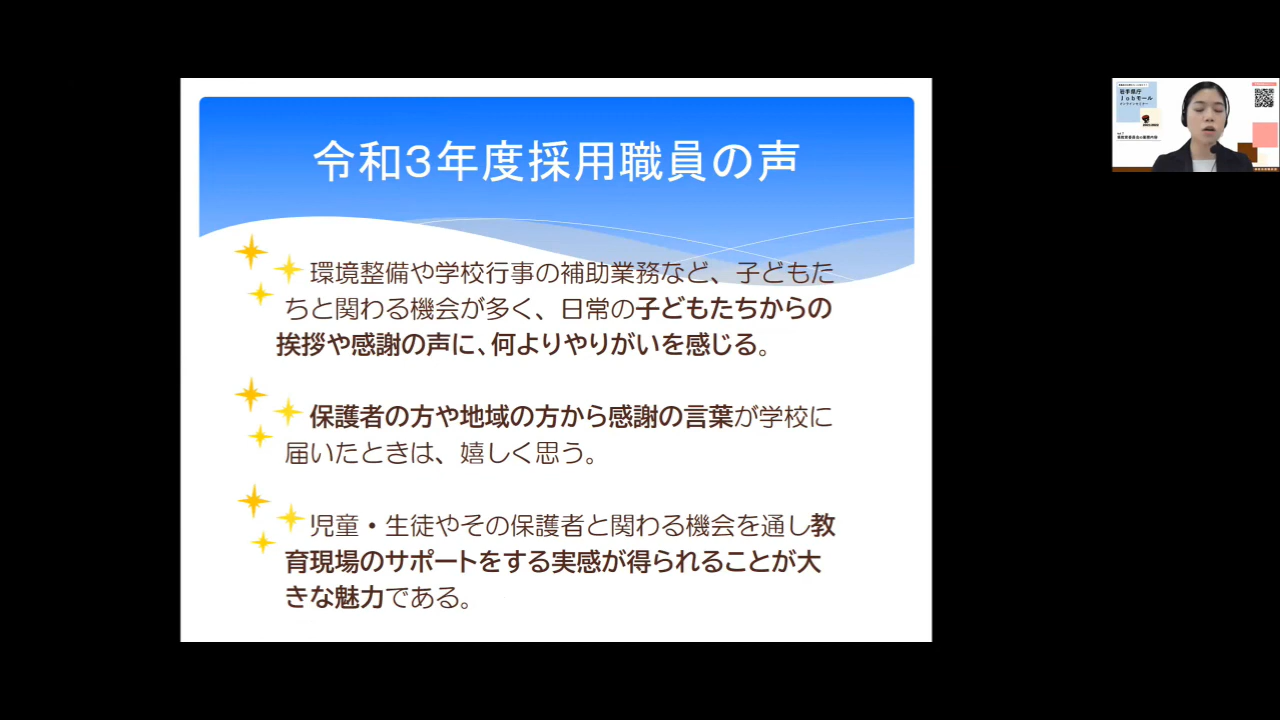 令和3年度採用職員の声
環境整備や学校行事の補助業務など、子どもた
ちと関わる機会が多く、日常の子どもたちからの
挨拶や感謝の声に、何よりやりがいを感じる。
保護者の方や地域の方から感謝の言葉が学校に
届いたときは、嬉しく思う。
児童・生徒やその保護者と関わる機会を通し教
育現場のサポートをする実感が得られることが大
きな魅力である。
岩手県庁
Jobモール
オンラインセミナー